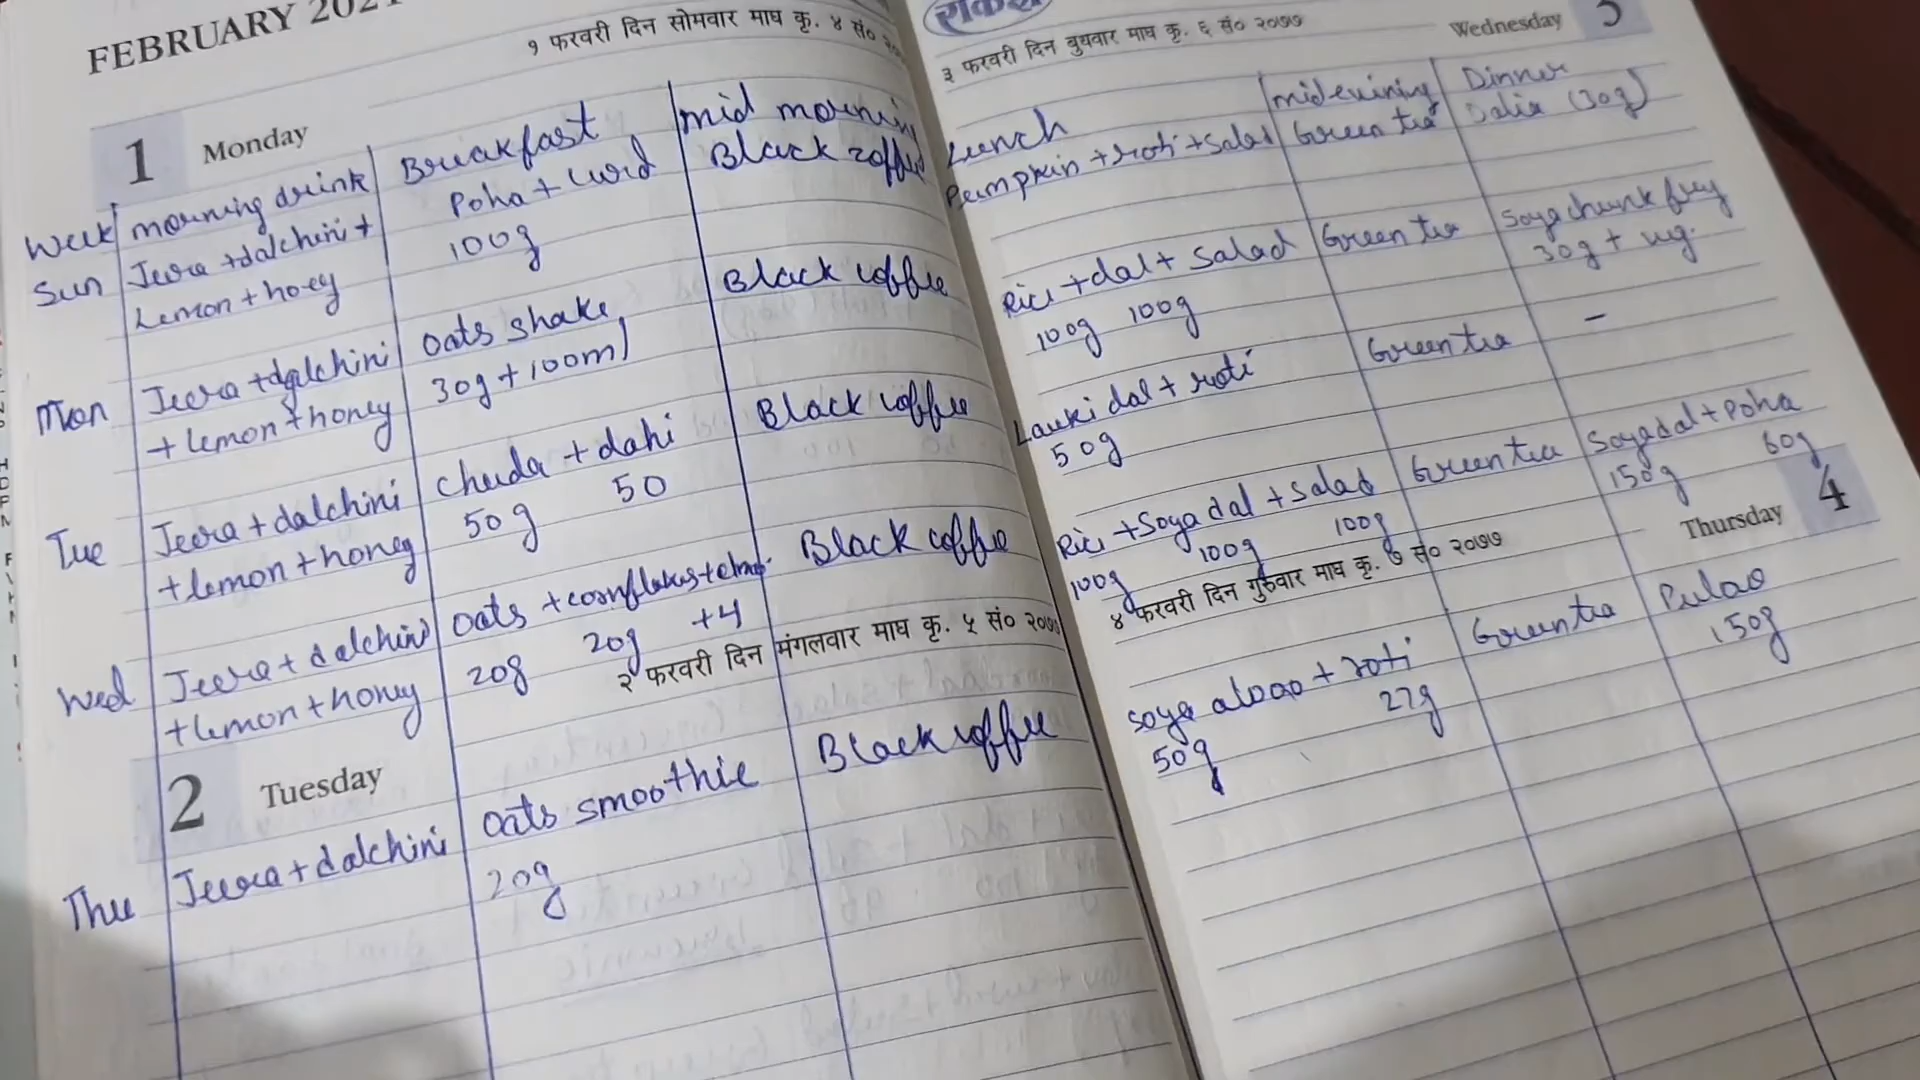 FEBRUARY 2021
१ फरवरी दिन सोमवार माघ कृ. ४ सं०
1 Monday
Week morning drink Breakfast mid morning
Sun Jeera + dalchini + Poha + curd Black coffee
Lemon + hoey 100g
Mon Jeera + dalchini Oats shake Black coffee
+ lemon + honey 30g + 100ml
Tue Jeera + dalchini chuda + dahi Black coffee
+ lemon + honey 50g 50
Wed Jeera + dalchini Oats + cornflakes + Black coffee
+ lemon + honey 20g 20g +4
२ फरवरी दिन मंगलवार माघ कृ. ५ सं० २०७७
2 Tuesday
Thu Jeera + dalchini Oats smoothie Black coffee
20g
राकेश
३ फरवरी दिन बुधवार माघ कृ. ६ सं० २०७७
Wednesday 3
Lunch midevining Dinner
Pumpkin + roti + Salad Green tea Dalia (30g)
Rice + dal + Salad Green tea Soya chunk fry
100g 100g 30g + veg.
Lauki dal + roti Green tea -
50g
Rice + Soya dal + Salad Green tea Soya dal + Poha
100g 100g 100g 150g 60g
Thursday 4
४ फरवरी दिन गुरुवार माघ कृ. ७ सं० २०७७
Soya alooo + roti Green tea Pulao
50g 27g 150g